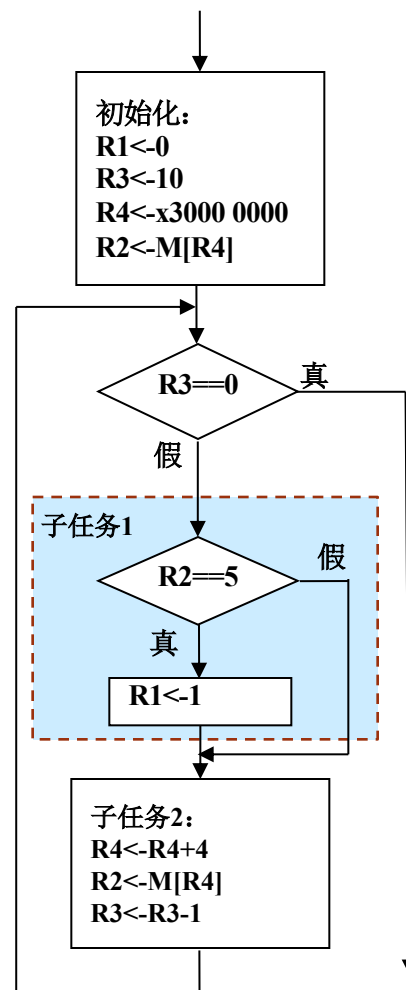 初始化：
R1<-0
R3<-10
R4<-x3000 0000
R2<-M[R4]
R3==0
真
假
子任务1
R2==5
假
真
R1<-1
子任务2：
R4<-R4+4
R2<-M[R4]
R3<-R3-1